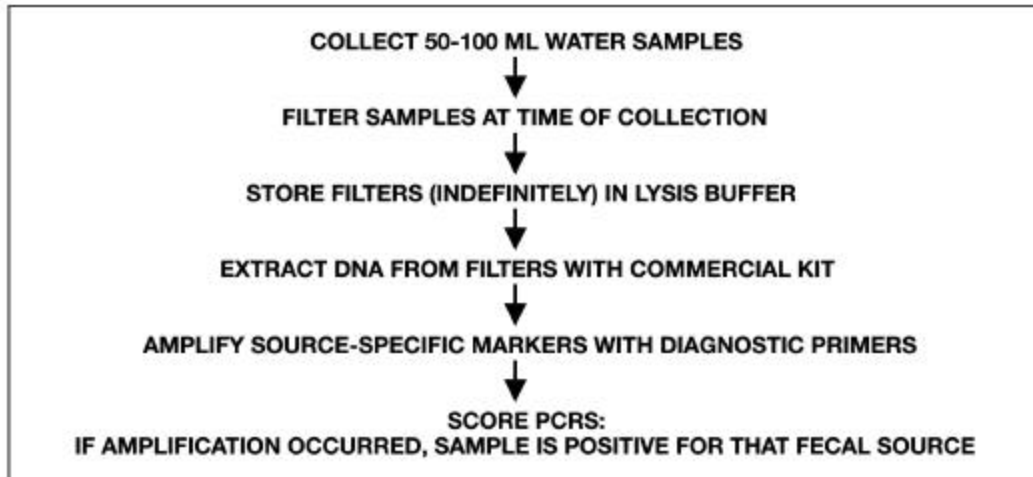 COLLECT 50-100 ML WATER SAMPLES
FILTER SAMPLES AT TIME OF COLLECTION
STORE FILTERS (INDEFINITELY) IN LYSIS BUFFER
EXTRACT DNA FROM FILTERS WITH COMMERCIAL KIT
AMPLIFY SOURCE-SPECIFIC MARKERS WITH DIAGNOSTIC PRIMERS
SCORE PCRS:
IF AMPLIFICATION OCCURRED, SAMPLE IS POSITIVE FOR THAT FECAL SOURCE